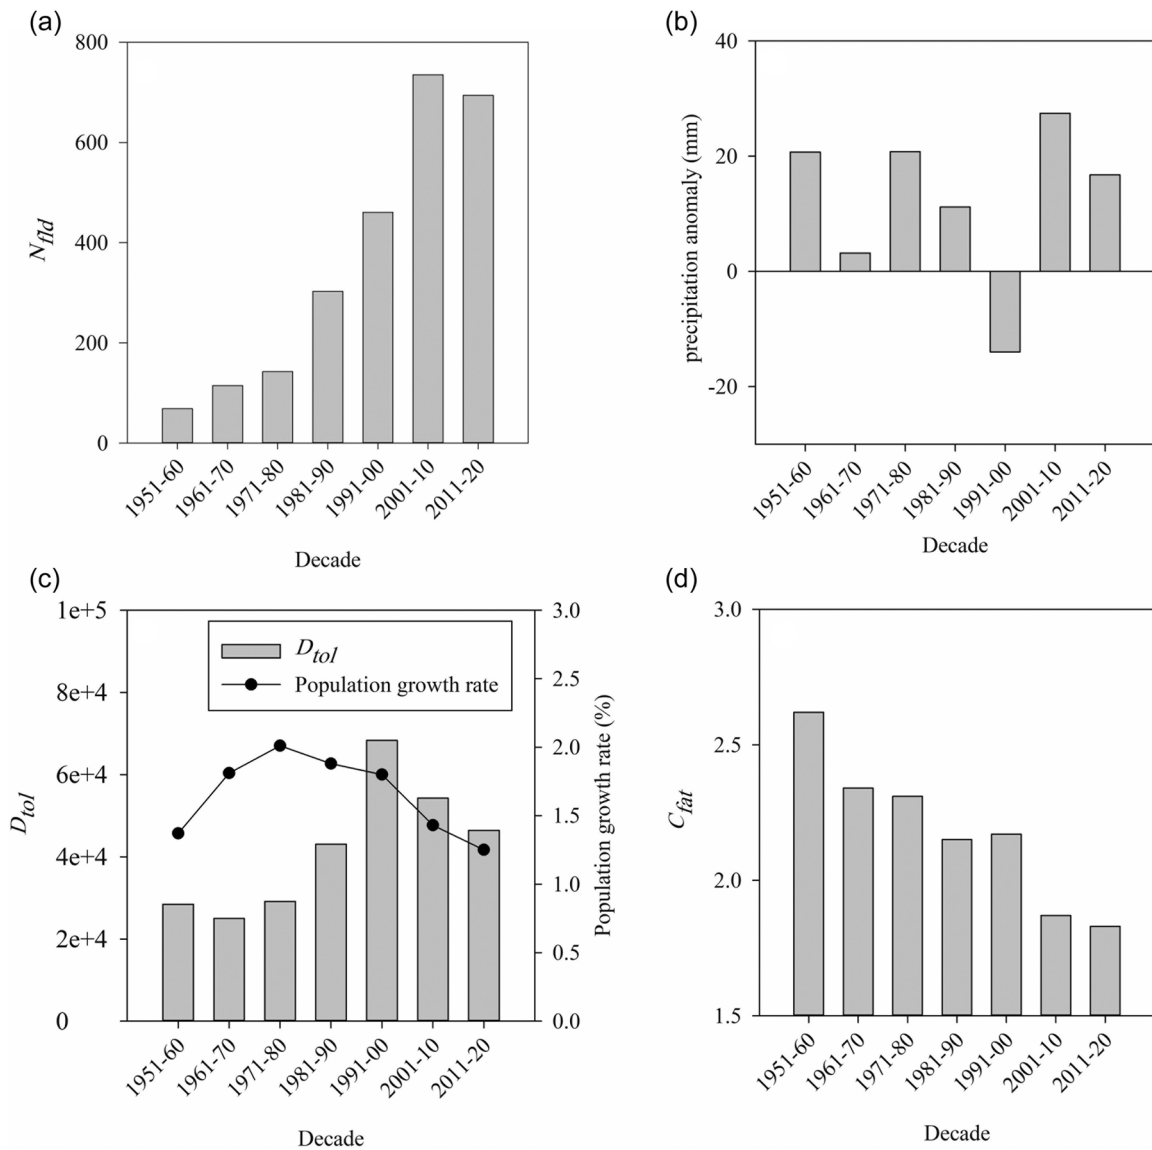 (a)
800
600
400
200
0
N_fld
1951-60 1961-70 1971-80 1981-90 1991-00 2001-10 2011-20
Decade
(b)
40
20
0
-20
precipitation anomaly (mm)
1951-60 1961-70 1971-80 1981-90 1991-00 2001-10 2011-20
Decade
(c)
1e+5
8e+4
6e+4
4e+4
2e+4
0
D_tol
D_tol
Population growth rate
3.0
2.5
2.0
1.5
1.0
0.5
0.0
Population growth rate (%)
1951-60 1961-70 1971-80 1981-90 1991-00 2001-10 2011-20
Decade
(d)
3.0
2.5
2.0
1.5
C_fat
1951-60 1961-70 1971-80 1981-90 1991-00 2001-10 2011-20
Decade